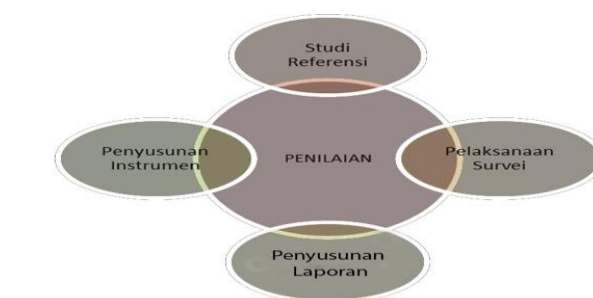 Studi
Referensi
Penyusunan
Instrumen
PENILAIAN
Pelaksanaan
Survei
Penyusunan
Laporan